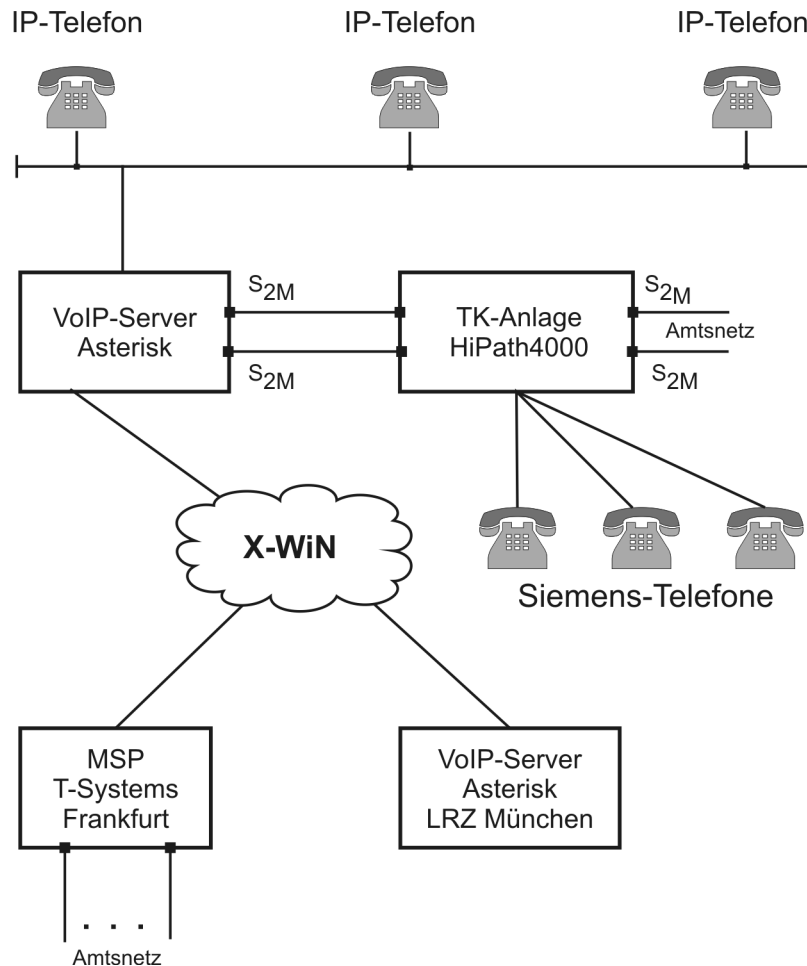 IP-Telefon
IP-Telefon
IP-Telefon
S2M
S2M
VoIP-Server
Asterisk
TK-Anlage
HiPath4000
Amtsnetz
S2M
S2M
X-WiN
Siemens-Telefone
MSP
T-Systems
Frankfurt
VoIP-Server
Asterisk
LRZ München
. . .
Amtsnetz